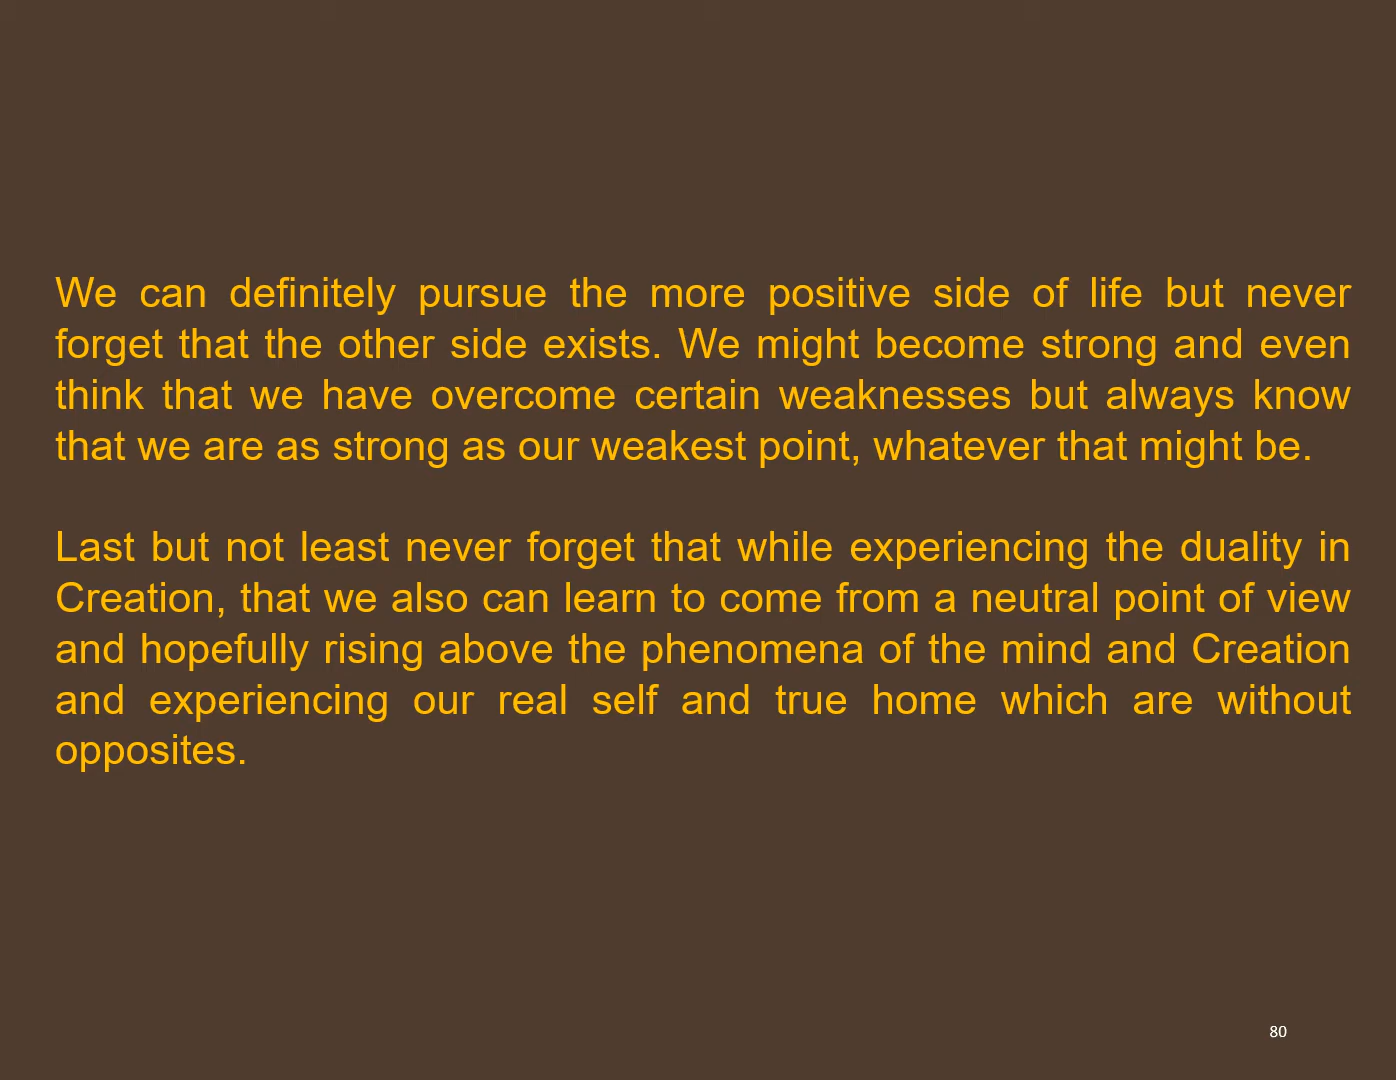 We can definitely pursue the more positive side of life but never
forget that the other side exists. We might become strong and even
think that we have overcome certain weaknesses but always know
that we are as strong as our weakest point, whatever that might be.
Last but not least never forget that while experiencing the duality in
Creation, that we also can learn to come from a neutral point of view
and hopefully rising above the phenomena of the mind and Creation
and experiencing our real self and true home which are without
opposites.
80